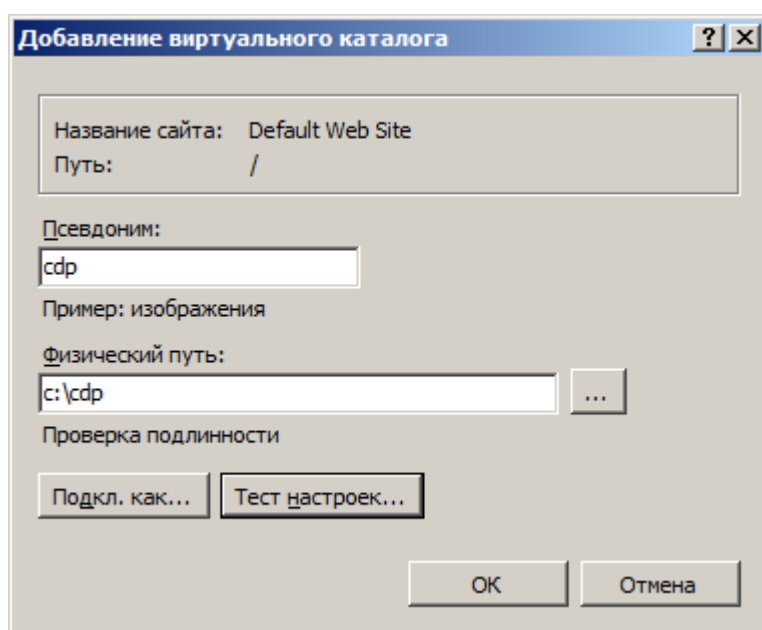 Добавление виртуального каталога
Название сайта: Default Web Site
Путь: /
Псевдоним:
cdp
Пример: изображения
Физический путь:
c:\cdp
...
Проверка подлинности
Подкл. как... Тест настроек...
ОК Отмена